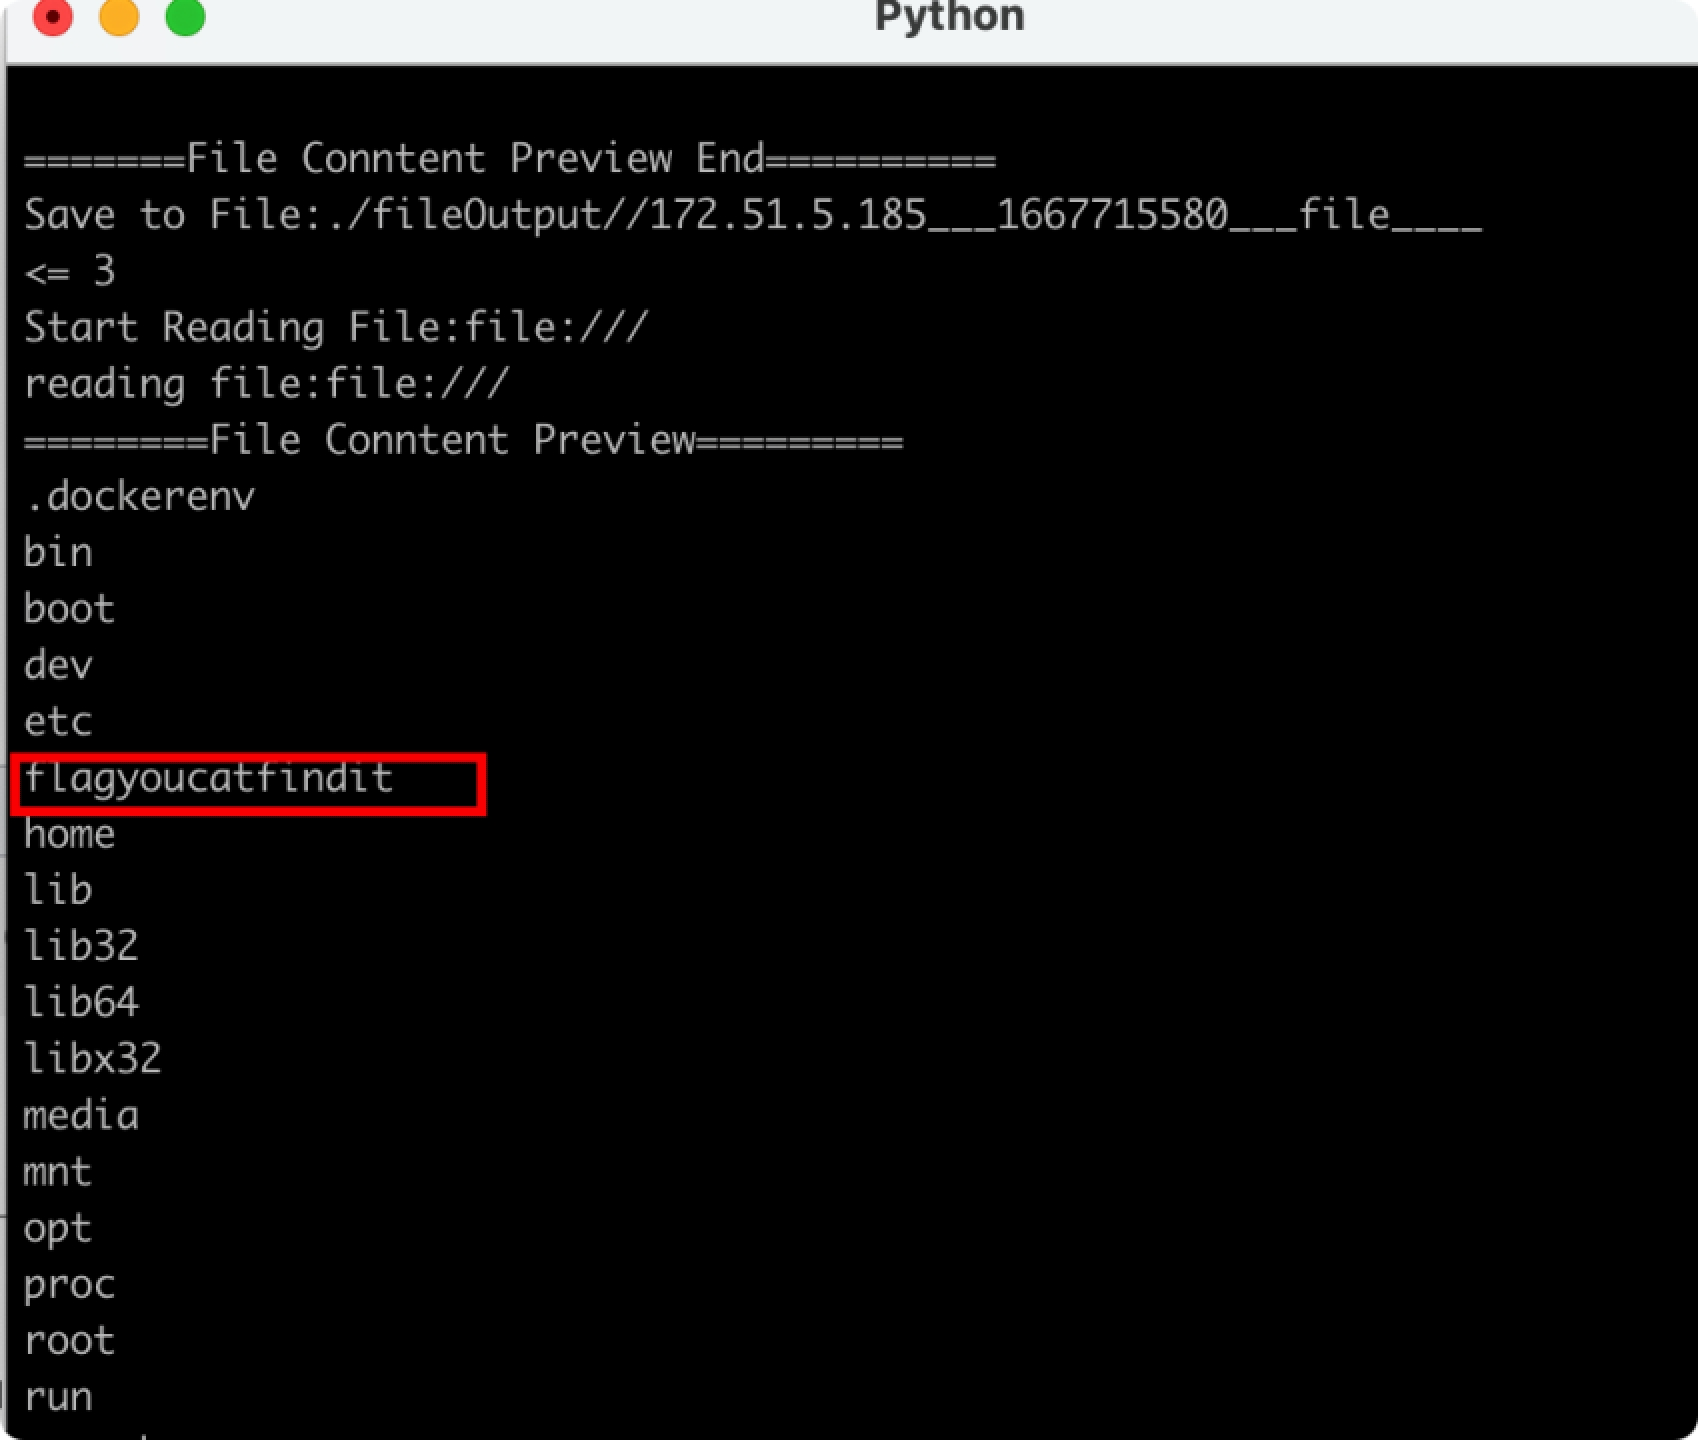 Python
=======File Conntent Preview End==========
Save to File:./fileOutput//172.51.5.185___1667715580___file____
<= 3
Start Reading File:file:///
reading file:file:///
========File Conntent Preview=========
.dockerenv
bin
boot
dev
etc
flagyoucatfindit
home
lib
lib32
lib64
libx32
media
mnt
opt
proc
root
run